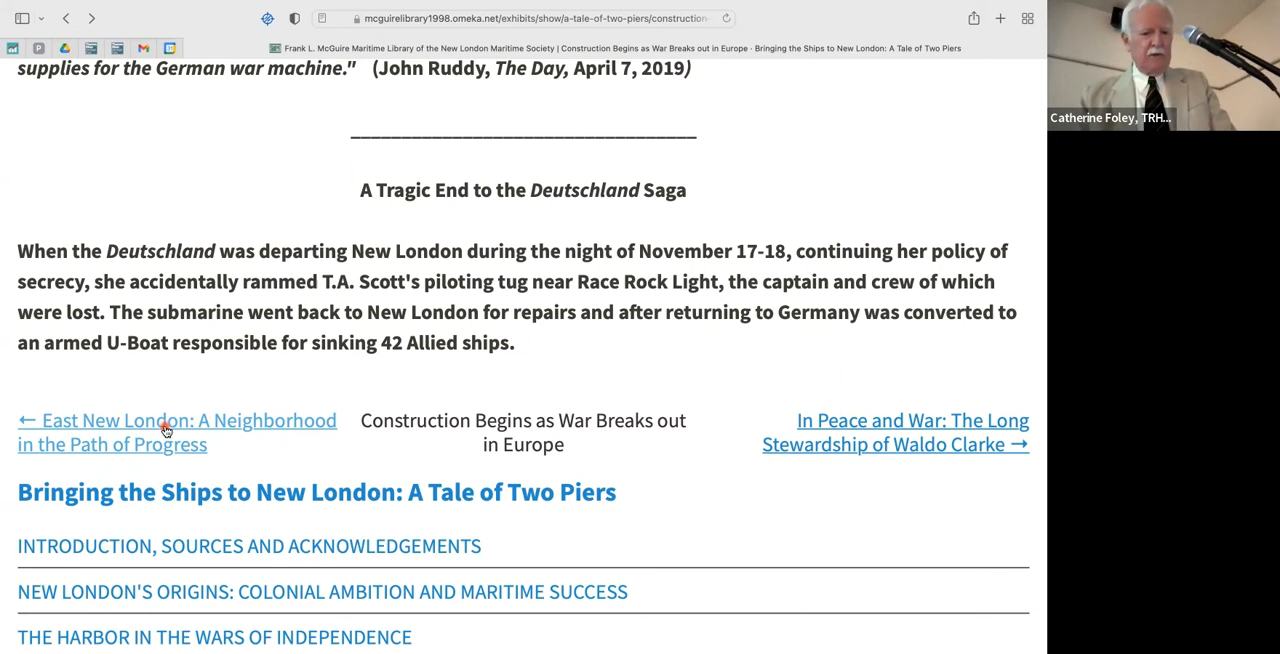 mcguirelibrary1998.omeka.net/exhibits/show/a-tale-of-two-piers/construction-
Frank L. McGuire Maritime Library of the New London Maritime Society | Construction Begins as War Breaks out in Europe · Bringing the Ships to New London: A Tale of Two Piers
supplies for the German war machine." (John Ruddy, The Day, April 7, 2019)
Catherine Foley, TRH...
A Tragic End to the Deutschland Saga
When the Deutschland was departing New London during the night of November 17-18, continuing her policy of
secrecy, she accidentally rammed T.A. Scott's piloting tug near Race Rock Light, the captain and crew of which
were lost. The submarine went back to New London for repairs and after returning to Germany was converted to
an armed U-Boat responsible for sinking 42 Allied ships.
← East New London: A Neighborhood
in the Path of Progress
Construction Begins as War Breaks out
in Europe
In Peace and War: The Long
Stewardship of Waldo Clarke →
Bringing the Ships to New London: A Tale of Two Piers
INTRODUCTION, SOURCES AND ACKNOWLEDGEMENTS
NEW LONDON'S ORIGINS: COLONIAL AMBITION AND MARITIME SUCCESS
THE HARBOR IN THE WARS OF INDEPENDENCE